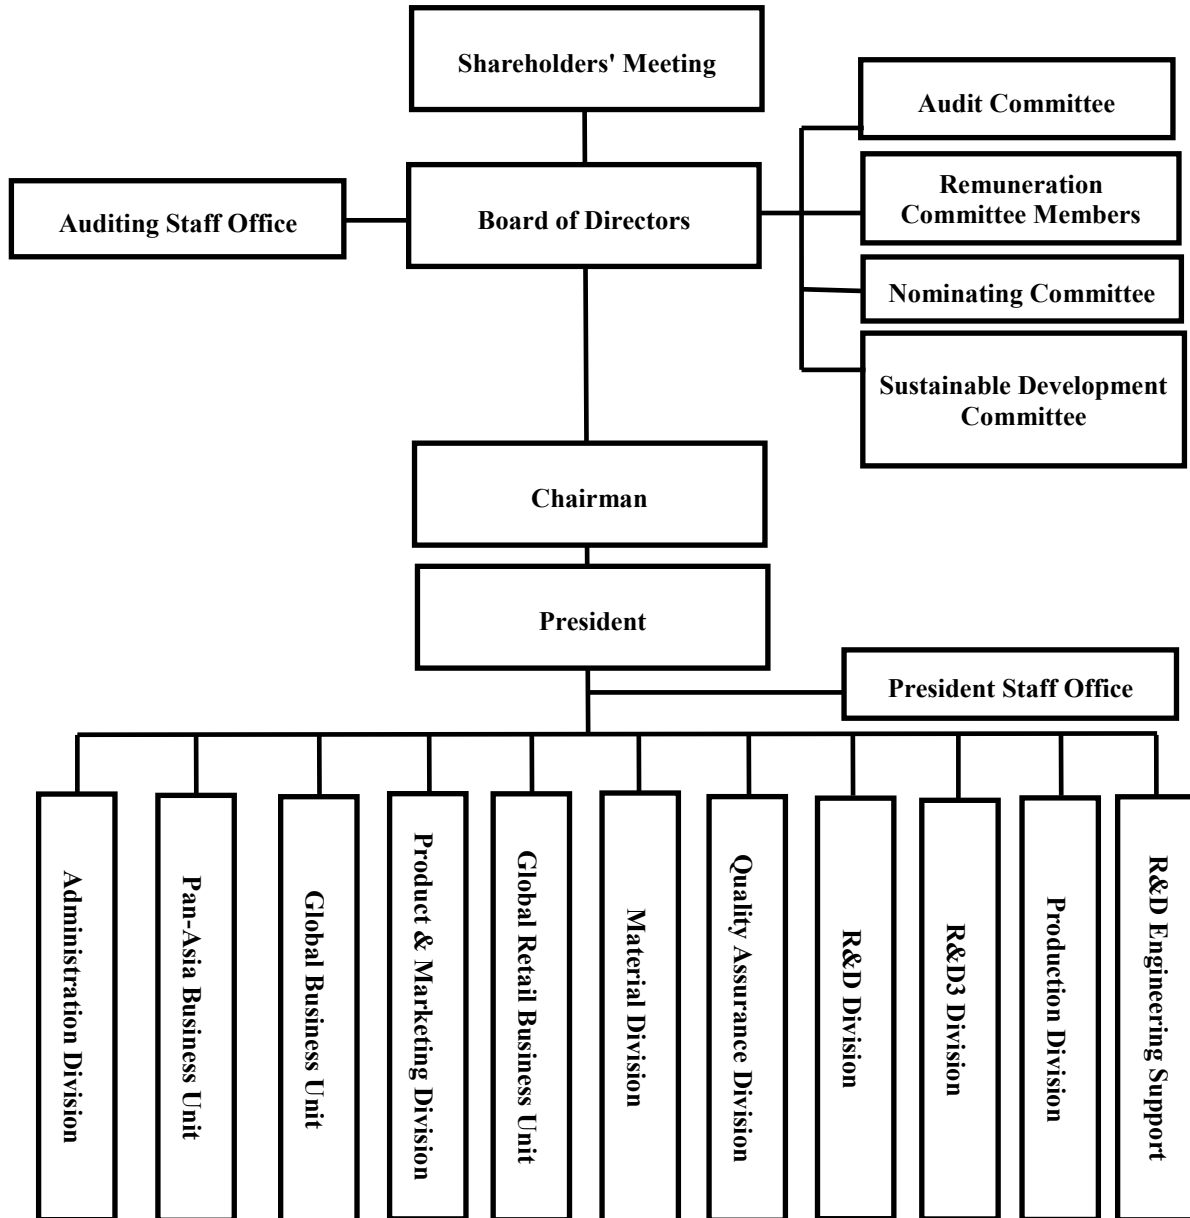 Shareholders' Meeting
Audit Committee
Remuneration
Committee Members
Auditing Staff Office
Board of Directors
Nominating Committee
Sustainable Development
Committee
Chairman
President
President Staff Office
Administration Division
Pan-Asia Business Unit
Global Business Unit
Product & Marketing Division
Global Retail Business Unit
Material Division
Quality Assurance Division
R&D Division
R&D3 Division
Production Division
R&D Engineering Support